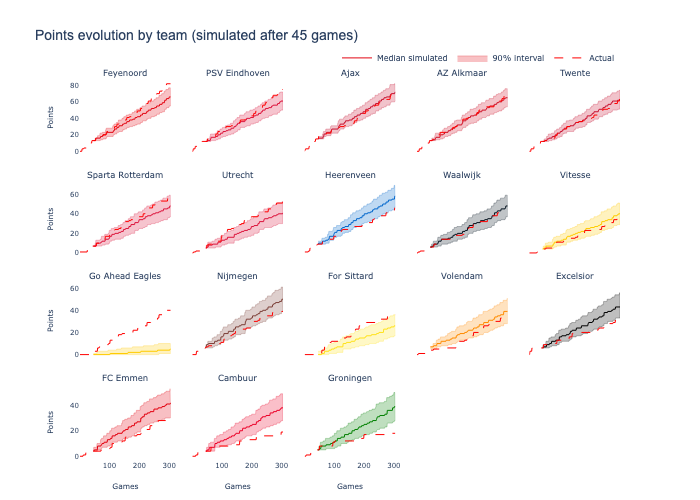 Points evolution by team (simulated after 45 games)
Median simulated 90% interval Actual
Feyenoord PSV Eindhoven Ajax AZ Alkmaar Twente
80
60
40
20
0
Points
Sparta Rotterdam Utrecht Heerenveen Waalwijk Vitesse
60
40
20
0
Points
Go Ahead Eagles Nijmegen For Sittard Volendam Excelsior
60
40
20
0
Points
FC Emmen Cambuur Groningen
40
20
0
Points
100 200 300 100 200 300 100 200 300
Games Games Games